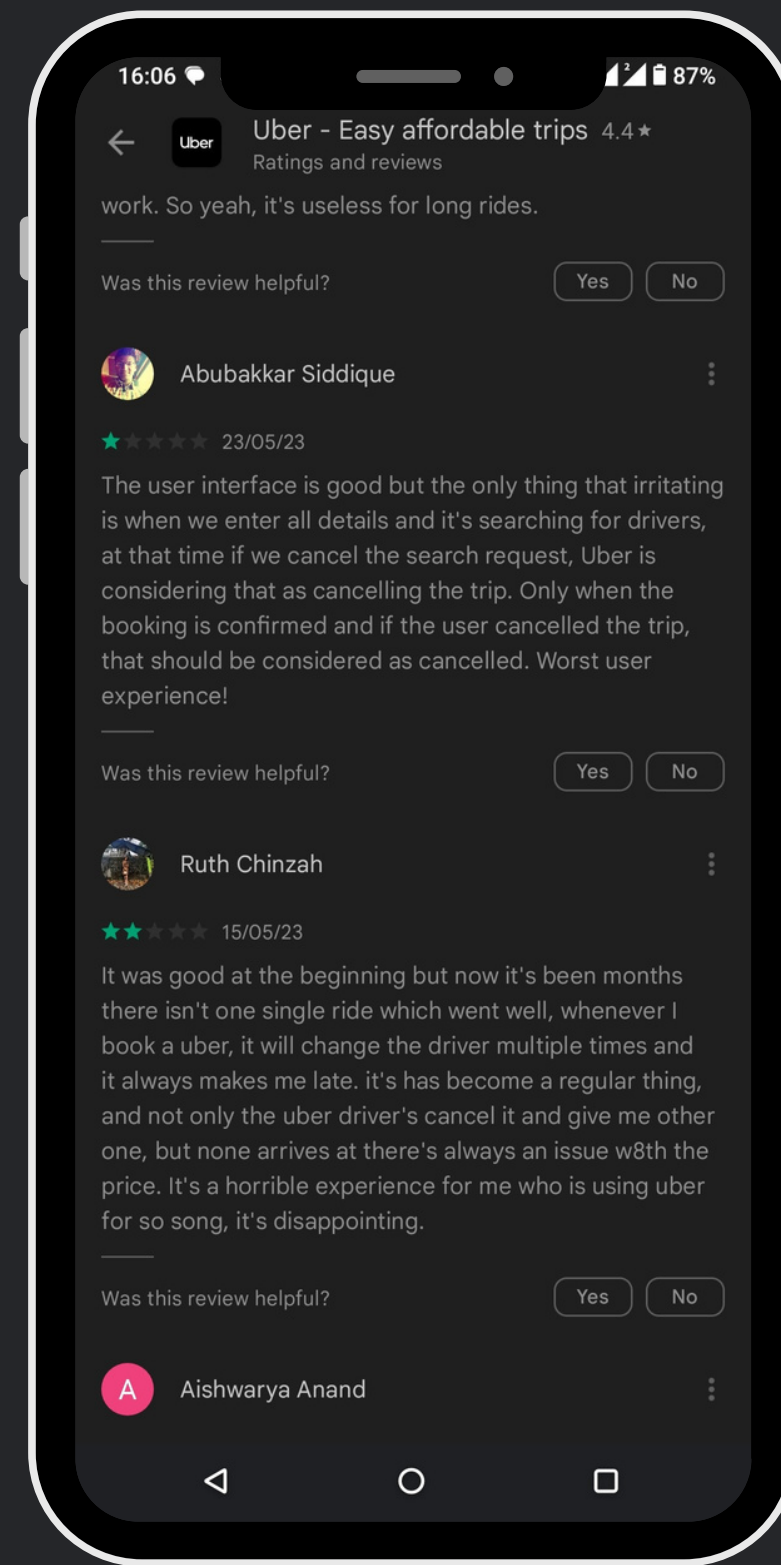 16:06
2
87%
Uber
Uber - Easy affordable trips 4.4★
Ratings and reviews
work. So yeah, it's useless for long rides.
Was this review helpful?
Yes
No
Abubakkar Siddique
23/05/23
The user interface is good but the only thing that irritating
is when we enter all details and it's searching for drivers,
at that time if we cancel the search request, Uber is
considering that as cancelling the trip. Only when the
booking is confirmed and if the user cancelled the trip,
that should be considered as cancelled. Worst user
experience!
Was this review helpful?
Yes
No
Ruth Chinzah
15/05/23
It was good at the beginning but now it's been months
there isn't one single ride which went well, whenever I
book a uber, it will change the driver multiple times and
it always makes me late. it's has become a regular thing,
and not only the uber driver's cancel it and give me other
one, but none arrives at there's always an issue w8th the
price. It's a horrible experience for me who is using uber
for so song, it's disappointing.
Was this review helpful?
Yes
No
A
Aishwarya Anand